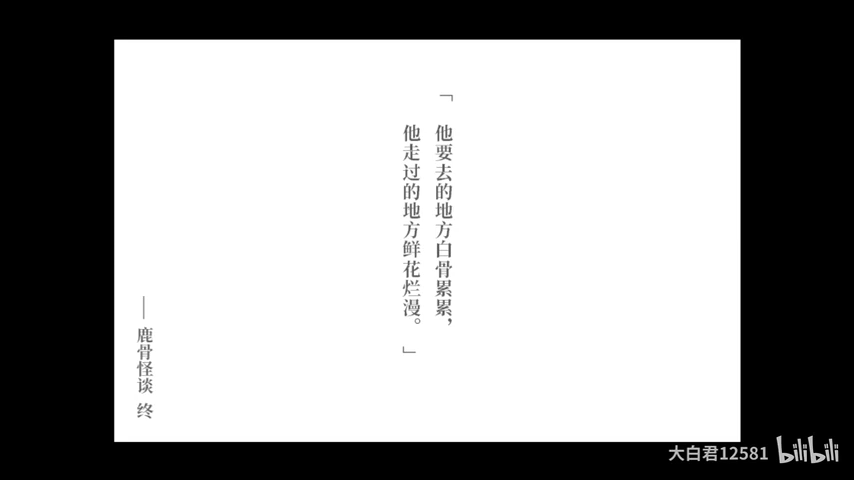 「他要去的地方白骨累累，
他走过的地方鲜花烂漫。」
——鹿骨怪谈 终
大白君12581 bilibili